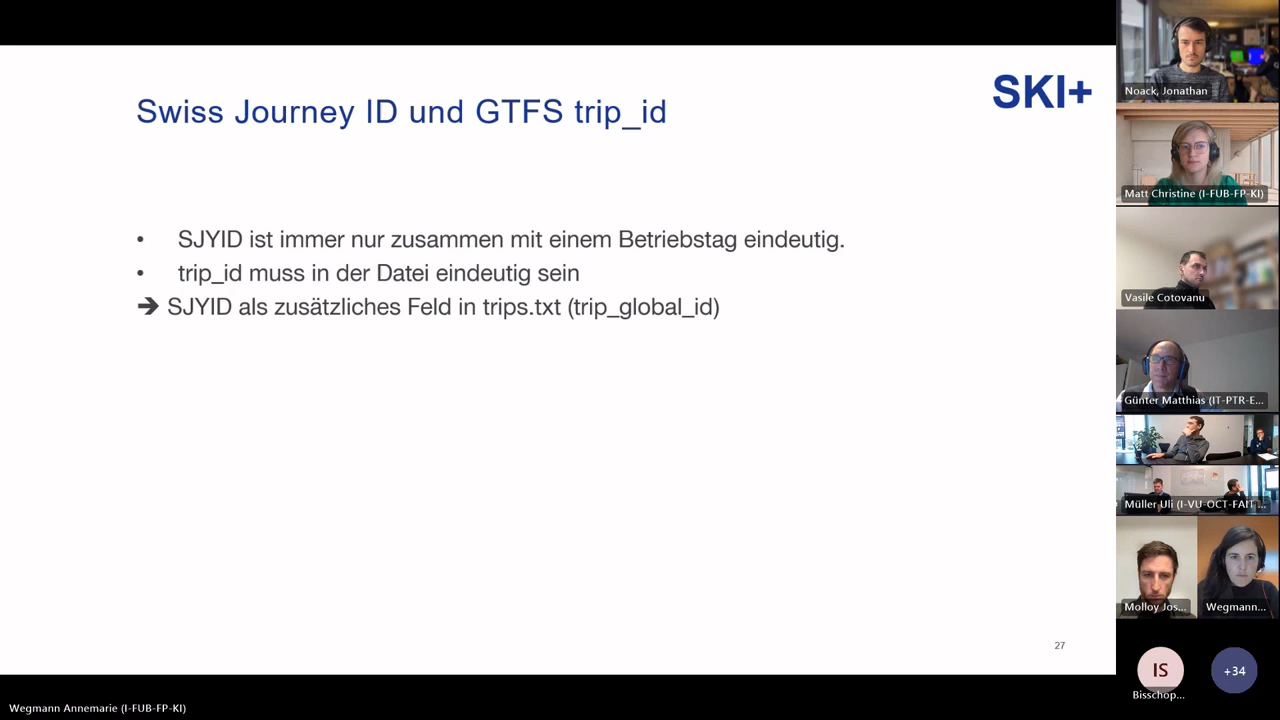 Swiss Journey ID und GTFS trip_id
SKI+
• SJYID ist immer nur zusammen mit einem Betriebstag eindeutig.
• trip_id muss in der Datei eindeutig sein
➔ SJYID als zusätzliches Feld in trips.txt (trip_global_id)
27
Wegmann Annemarie (I-FUB-FP-KI)
Noack, Jonathan
Matt Christine (I-FUB-FP-KI)
Vasile Cotovanu
Günter Matthias (IT-PTR-E...
Müller Uli (I-VU-OCT-FAIT ...
Molloy Jos...
Wegmann...
IS
Bisschop...
+34